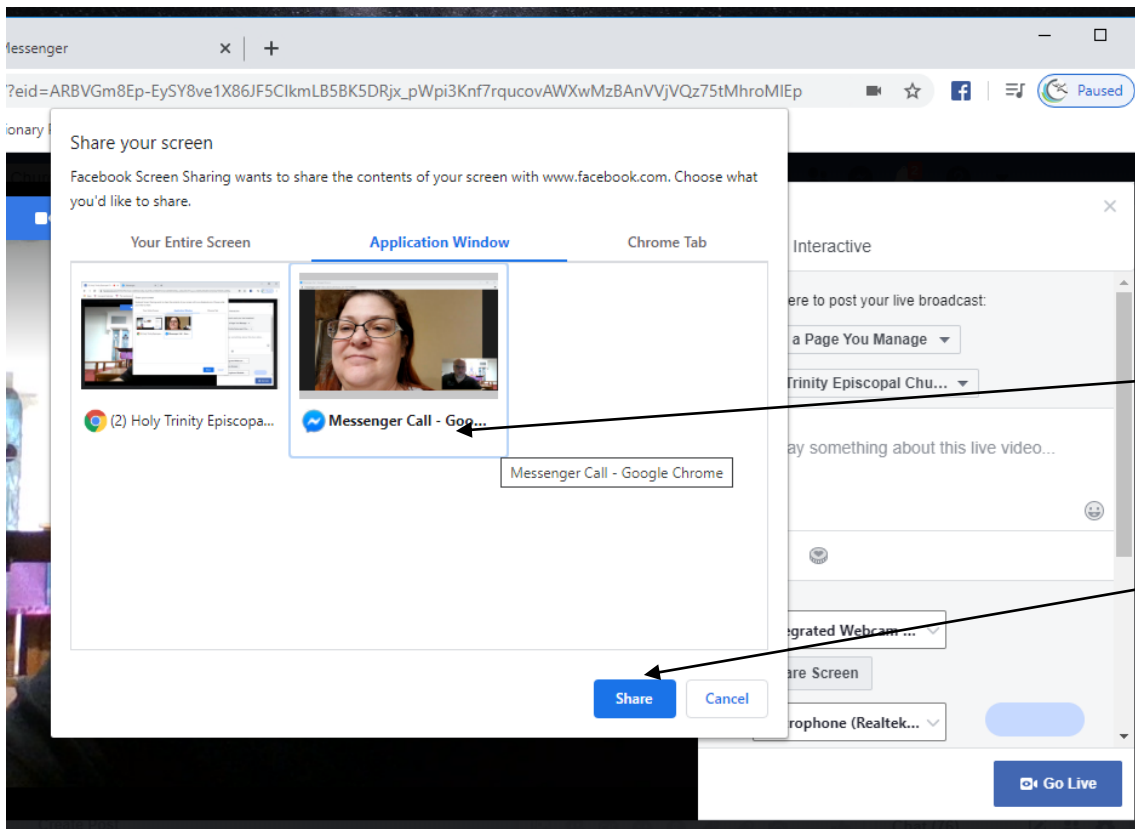 Messenger
?eid=ARBVGm8Ep-EySY8ve1X86JF5ClkmLB5BK5DRjx_pWpi3Knf7rqucovAWXwMzBAnVVjVQz75tMhroMlEp
Paused
ionary
Share your screen
Facebook Screen Sharing wants to share the contents of your screen with www.facebook.com. Choose what
you'd like to share.
Your Entire Screen
Application Window
Chrome Tab
Interactive
ere to post your live broadcast:
a Page You Manage
Trinity Episcopal Chu...
(2) Holy Trinity Episcopa...
Messenger Call - Goo...
ay something about this live video...
Messenger Call - Google Chrome
egrated Webcam ...
are Screen
Share
Cancel
rophone (Realtek...
Go Live